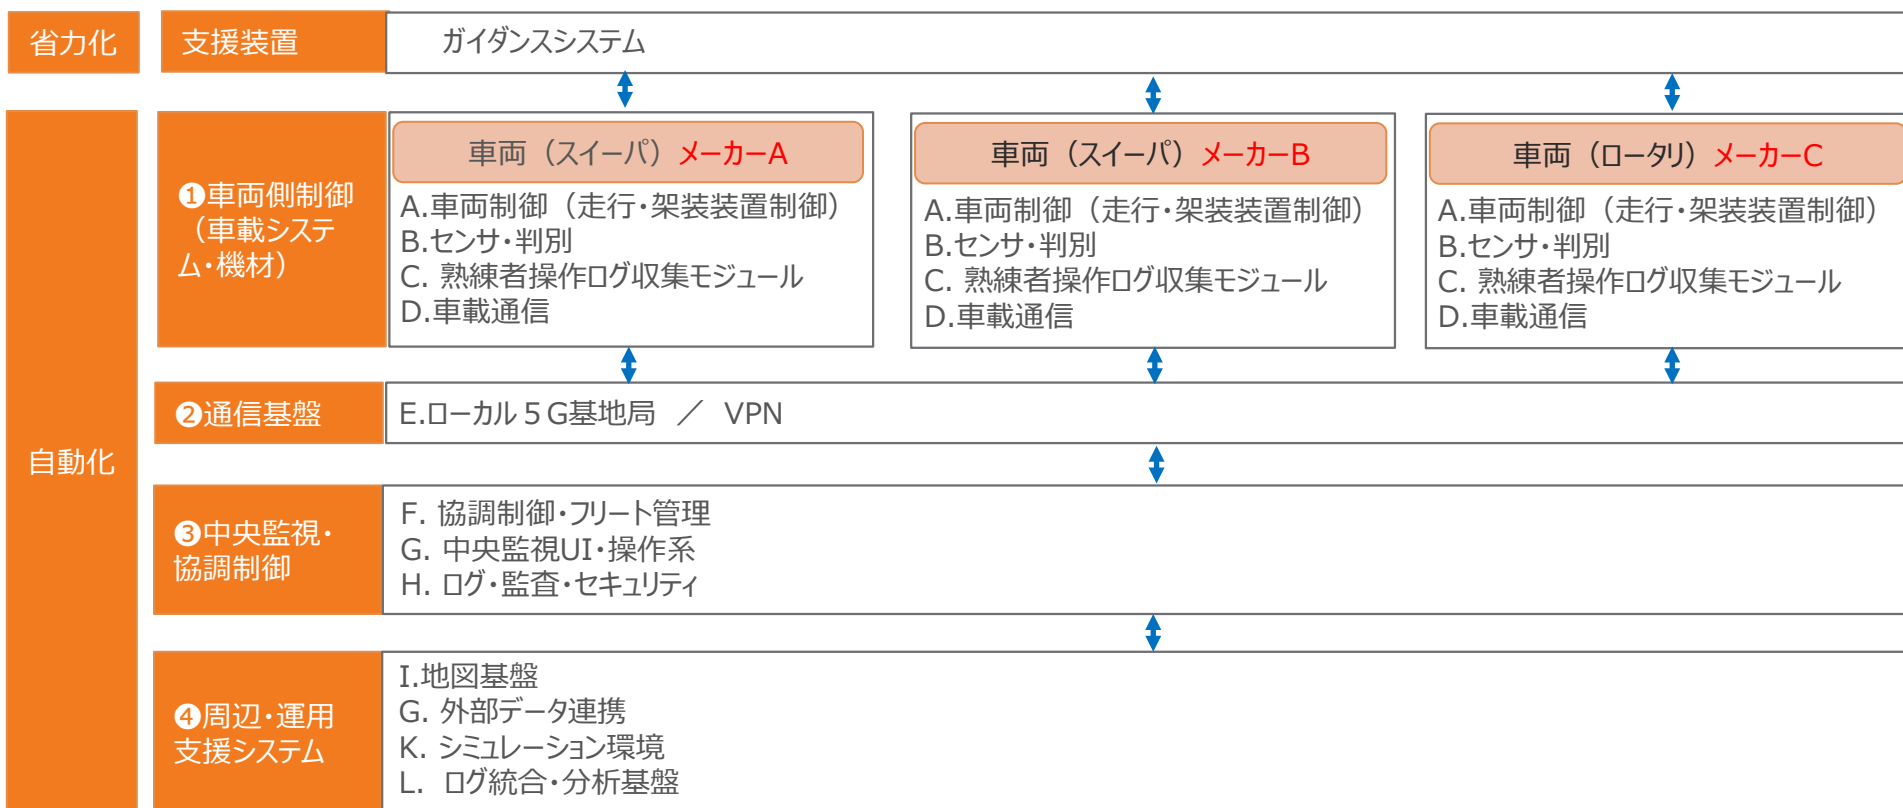 省力化
支援装置
ガイダンスシステム
自動化
❶車両側制御
（車載システ
ム・機材）
車両（スイーパ）メーカーA
A.車両制御（走行・架装装置制御）
B.センサ・判別
C. 熟練者操作ログ収集モジュール
D.車載通信
車両（スイーパ）メーカーB
A.車両制御（走行・架装装置制御）
B.センサ・判別
C. 熟練者操作ログ収集モジュール
D.車載通信
車両（ロータリ）メーカーC
A.車両制御（走行・架装装置制御）
B.センサ・判別
C. 熟練者操作ログ収集モジュール
D.車載通信
❷通信基盤
E.ローカル５G基地局 ／ VPN
❸中央監視・
協調制御
F. 協調制御・フリート管理
G. 中央監視UI・操作系
H. ログ・監査・セキュリティ
❹周辺・運用
支援システム
I.地図基盤
G. 外部データ連携
K. シミュレーション環境
L. ログ統合・分析基盤